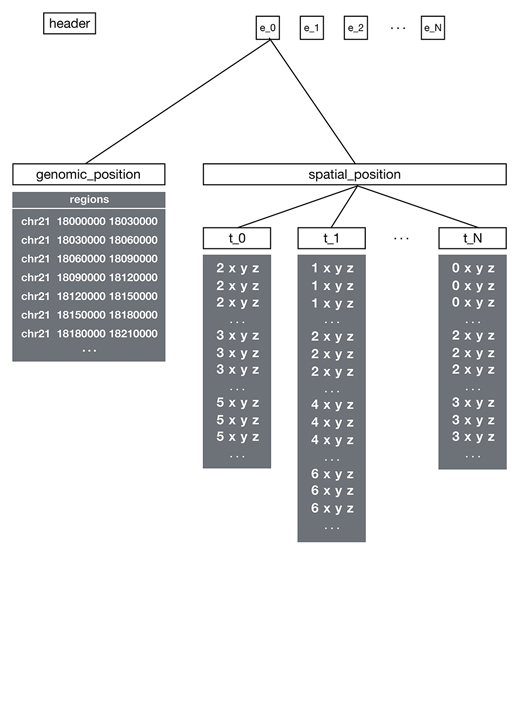 header
e_0 e_1 e_2 ... e_N
genomic_position
spatial_position
regions
chr21 18000000 18030000
chr21 18030000 18060000
chr21 18060000 18090000
chr21 18090000 18120000
chr21 18120000 18150000
chr21 18150000 18180000
chr21 18180000 18210000
...
t_0 t_1 ... t_N
2 x y z
2 x y z
2 x y z
...
3 x y z
3 x y z
3 x y z
...
5 x y z
5 x y z
5 x y z
...
1 x y z
1 x y z
1 x y z
...
2 x y z
2 x y z
2 x y z
...
4 x y z
4 x y z
4 x y z
...
6 x y z
6 x y z
6 x y z
...
0 x y z
0 x y z
0 x y z
...
2 x y z
2 x y z
2 x y z
...
3 x y z
3 x y z
3 x y z
...